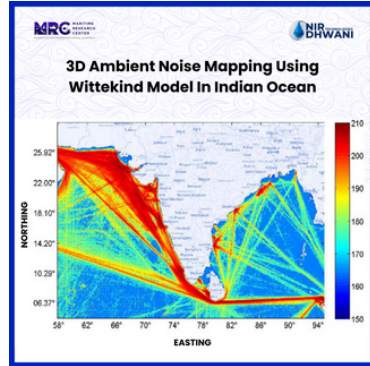 MRC MARITIME
RESEARCH
CENTER
NIR
DHWANI
3D Ambient Noise Mapping Using
Wittekind Model In Indian Ocean
NORTHING
25.92°
22.00°
18.10°
14.20°
10.29°
06.37°
58° 62° 66° 70° 74° 78° 82° 86° 90° 94°
EASTING
210
200
190
180
170
160
150